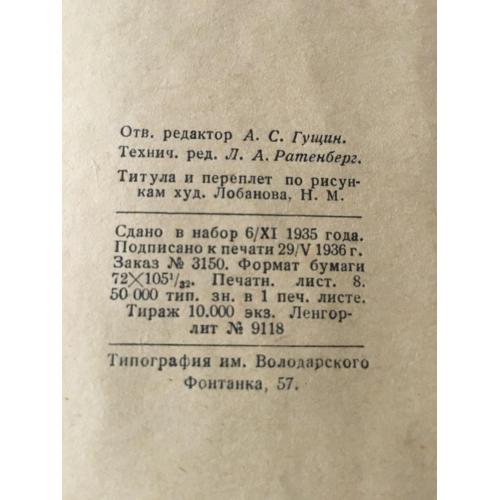 Отв. редактор А. С. Гущин.
Технич. ред. Л. А. Ратенберг.
Титула и переплет по рисун-
кам худ. Лобанова, Н. М.
Сдано в набор 6/XI 1935 года.
Подписано к печати 29/V 1936 г.
Заказ № 3150. Формат бумаги
72×105¹/₃₂. Печатн. лист. 8.
50 000 тип. зн. в 1 печ. листе.
Тираж 10.000 экз. Ленгор-
лит № 9118
Типография им. Володарского
Фонтанка, 57.